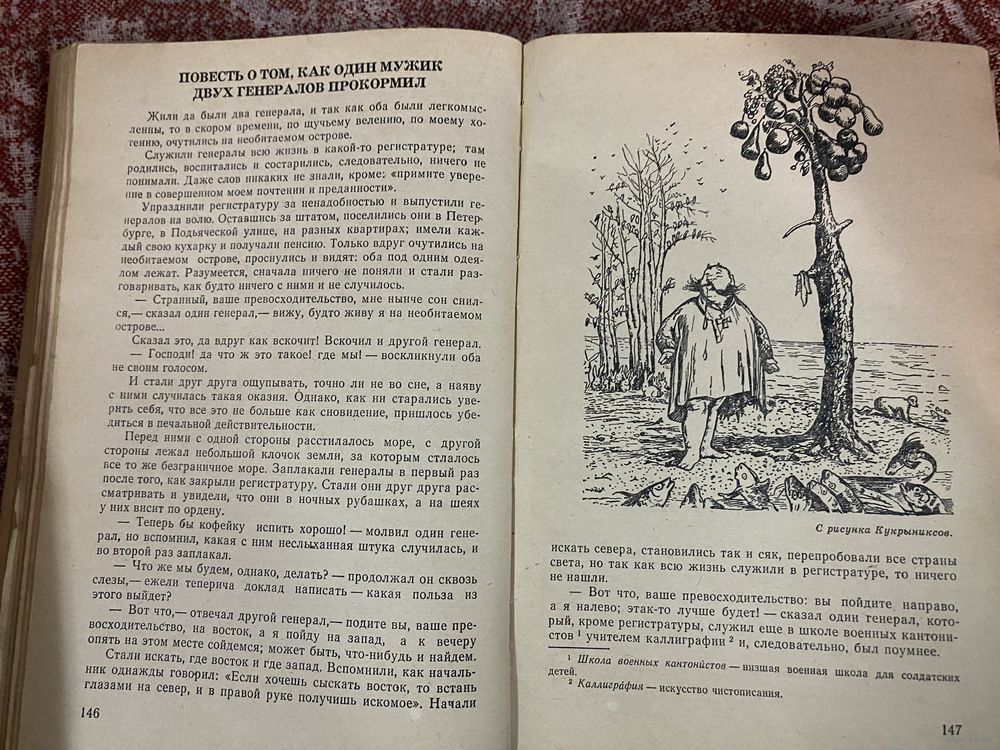 ПОВЕСТЬ О ТОМ, КАК ОДИН МУЖИК
ДВУХ ГЕНЕРАЛОВ ПРОКОРМИЛ
Жили да были два генерала, и так как оба были легкомыс-
ленны, то в скором времени, по щучьему велению, по моему хо-
тению, очутились на необитаемом острове.
Служили генералы всю жизнь в какой-то регистратуре; там
родились, воспитались и состарились, следовательно, ничего не
понимали. Даже слов никаких не знали, кроме: «примите увере-
ние в совершенном моем почтении и преданности».
Упразднили регистратуру за ненадобностью и выпустили ге-
нералов на волю. Оставшись за штатом, поселились они в Петер-
бурге, в Подьяческой улице, на разных квартирах; имели каж-
дый свою кухарку и получали пенсию. Только вдруг очутились на
необитаемом острове, проснулись и видят: оба под одним одея-
лом лежат. Разумеется, сначала ничего не поняли и стали раз-
говаривать, как будто ничего с ними и не случилось.
— Странный, ваше превосходительство, мне нынче сон снил-
ся,— сказал один генерал,— вижу, будто живу я на необитаемом
острове...
Сказал это, да вдруг как вскочит! Вскочил и другой генерал.
— Господи! да что ж это такое! где мы! — воскликнули оба
не своим голосом.
И стали друг друга ощупывать, точно ли не во сне, а наяву
с ними случилась такая оказия. Однако, как ни старались уве-
рить себя, что все это не больше как сновидение, пришлось убе-
диться в печальной действительности.
Перед ними с одной стороны расстилалось море, с другой
стороны лежал небольшой клочок земли, за которым стлалось
все то же безграничное море. Заплакали генералы в первый раз
после того, как закрыли регистратуру. Стали они друг друга рас-
сматривать и увидели, что они в ночных рубашках, а на шеях
у них висит по ордену.
— Теперь бы кофейку испить хорошо! — молвил один гене-
рал, но вспомнил, какая с ним неслыханная штука случилась, и
во второй раз заплакал.
— Что же мы будем, однако, делать? — продолжал он сквозь
слезы,— ежели теперича доклад написать — какая польза из
этого выйдет?
— Вот что,— отвечал другой генерал,— подите вы, ваше пре-
восходительство, на восток, а я пойду на запад, а к вечеру
опять на этом месте сойдемся; может быть, что-нибудь и найдем.
Стали искать, где восток и где запад. Вспомнили, как началь-
ник однажды говорил: «Если хочешь сыскать восток, то встань
глазами на север, и в правой руке получишь искомое». Начали
146
С рисунка Кукрыниксов.
искать севера, становились так и сяк, перепробовали все страны
света, но так как всю жизнь служили в регистратуре, то ничего
не нашли.
— Вот что, ваше превосходительство: вы пойдите направо,
а я налево; этак-то лучше будет! — сказал один генерал, кото-
рый, кроме регистратуры, служил еще в школе военных кантони-
стов ¹ учителем каллиграфии ² и, следовательно, был поумнее.
¹ Школа военных кантони́стов — низшая военная школа для солдатских
детей.
² Каллигра́фия — искусство чистописания.
147